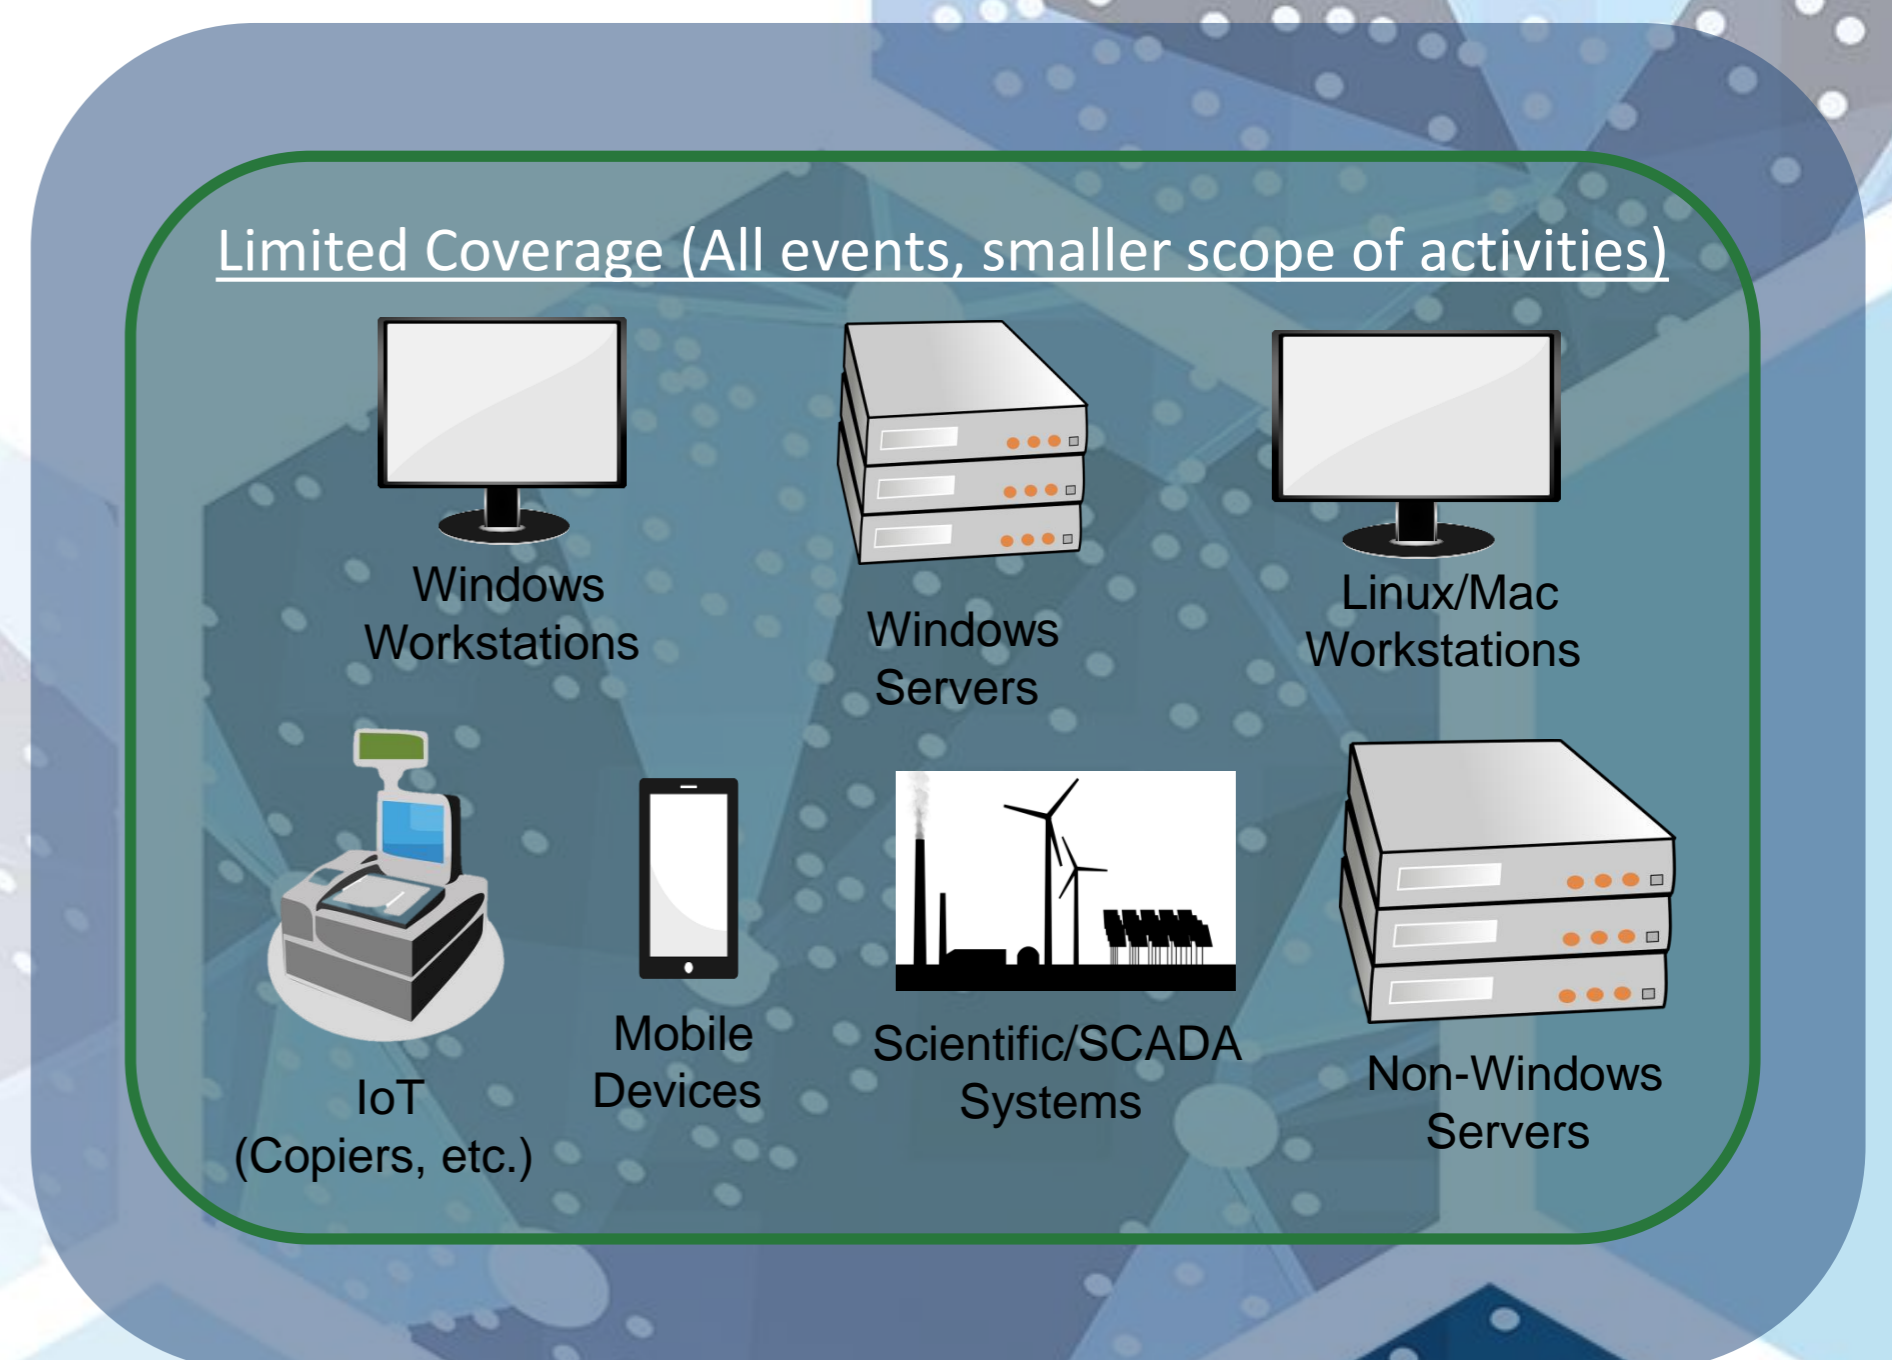 Limited Coverage (All events, smaller scope of activities)
Windows
Workstations
Windows
Servers
Linux/Mac
Workstations
IoT
(Copiers, etc.)
Mobile
Devices
Scientific/SCADA
Systems
Non-Windows
Servers